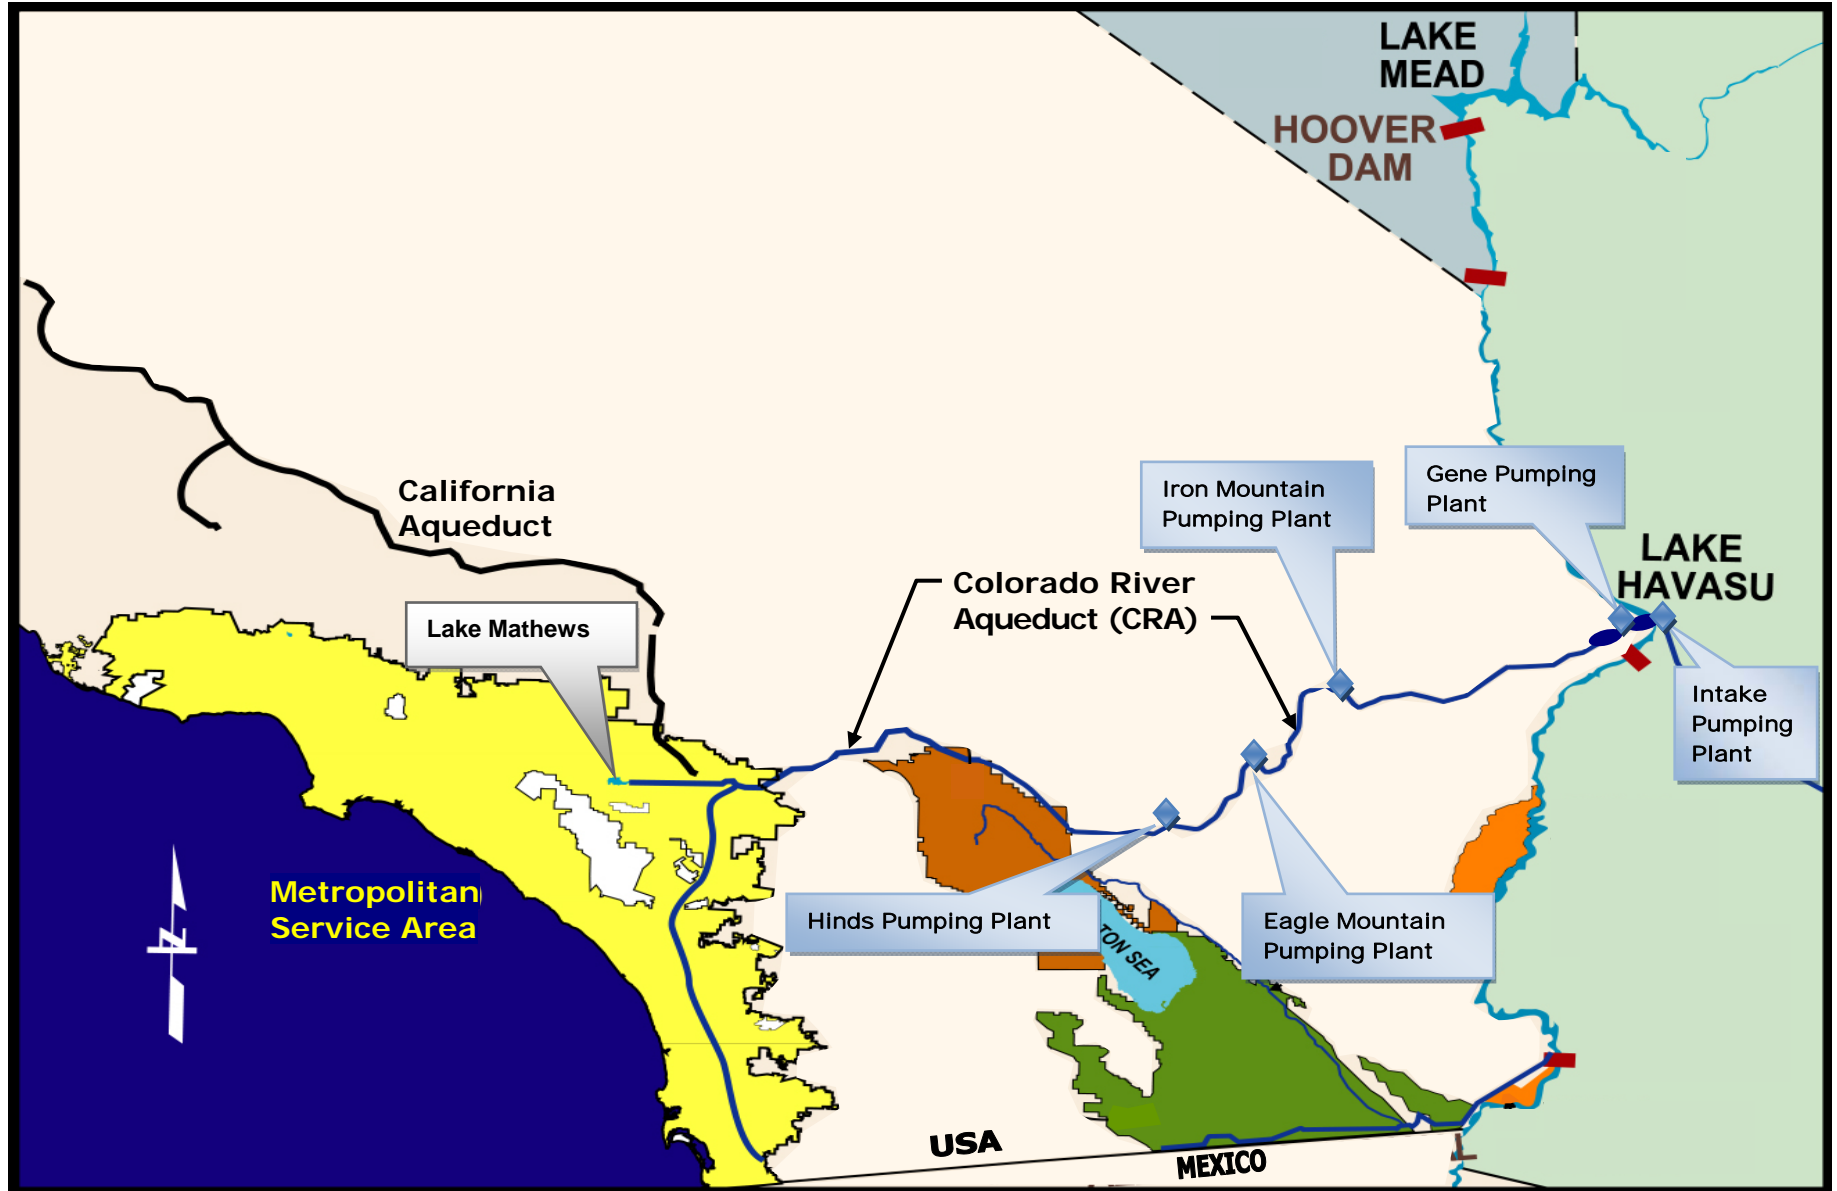 LAKE
MEAD
HOOVER
DAM
California
Aqueduct
Iron Mountain
Pumping Plant
Gene Pumping
Plant
LAKE
HAVASU
Colorado River
Aqueduct (CRA)
Lake Mathews
Intake
Pumping
Plant
Metropolitan
Service Area
Hinds Pumping Plant
TON SEA
Eagle Mountain
Pumping Plant
USA
MEXICO